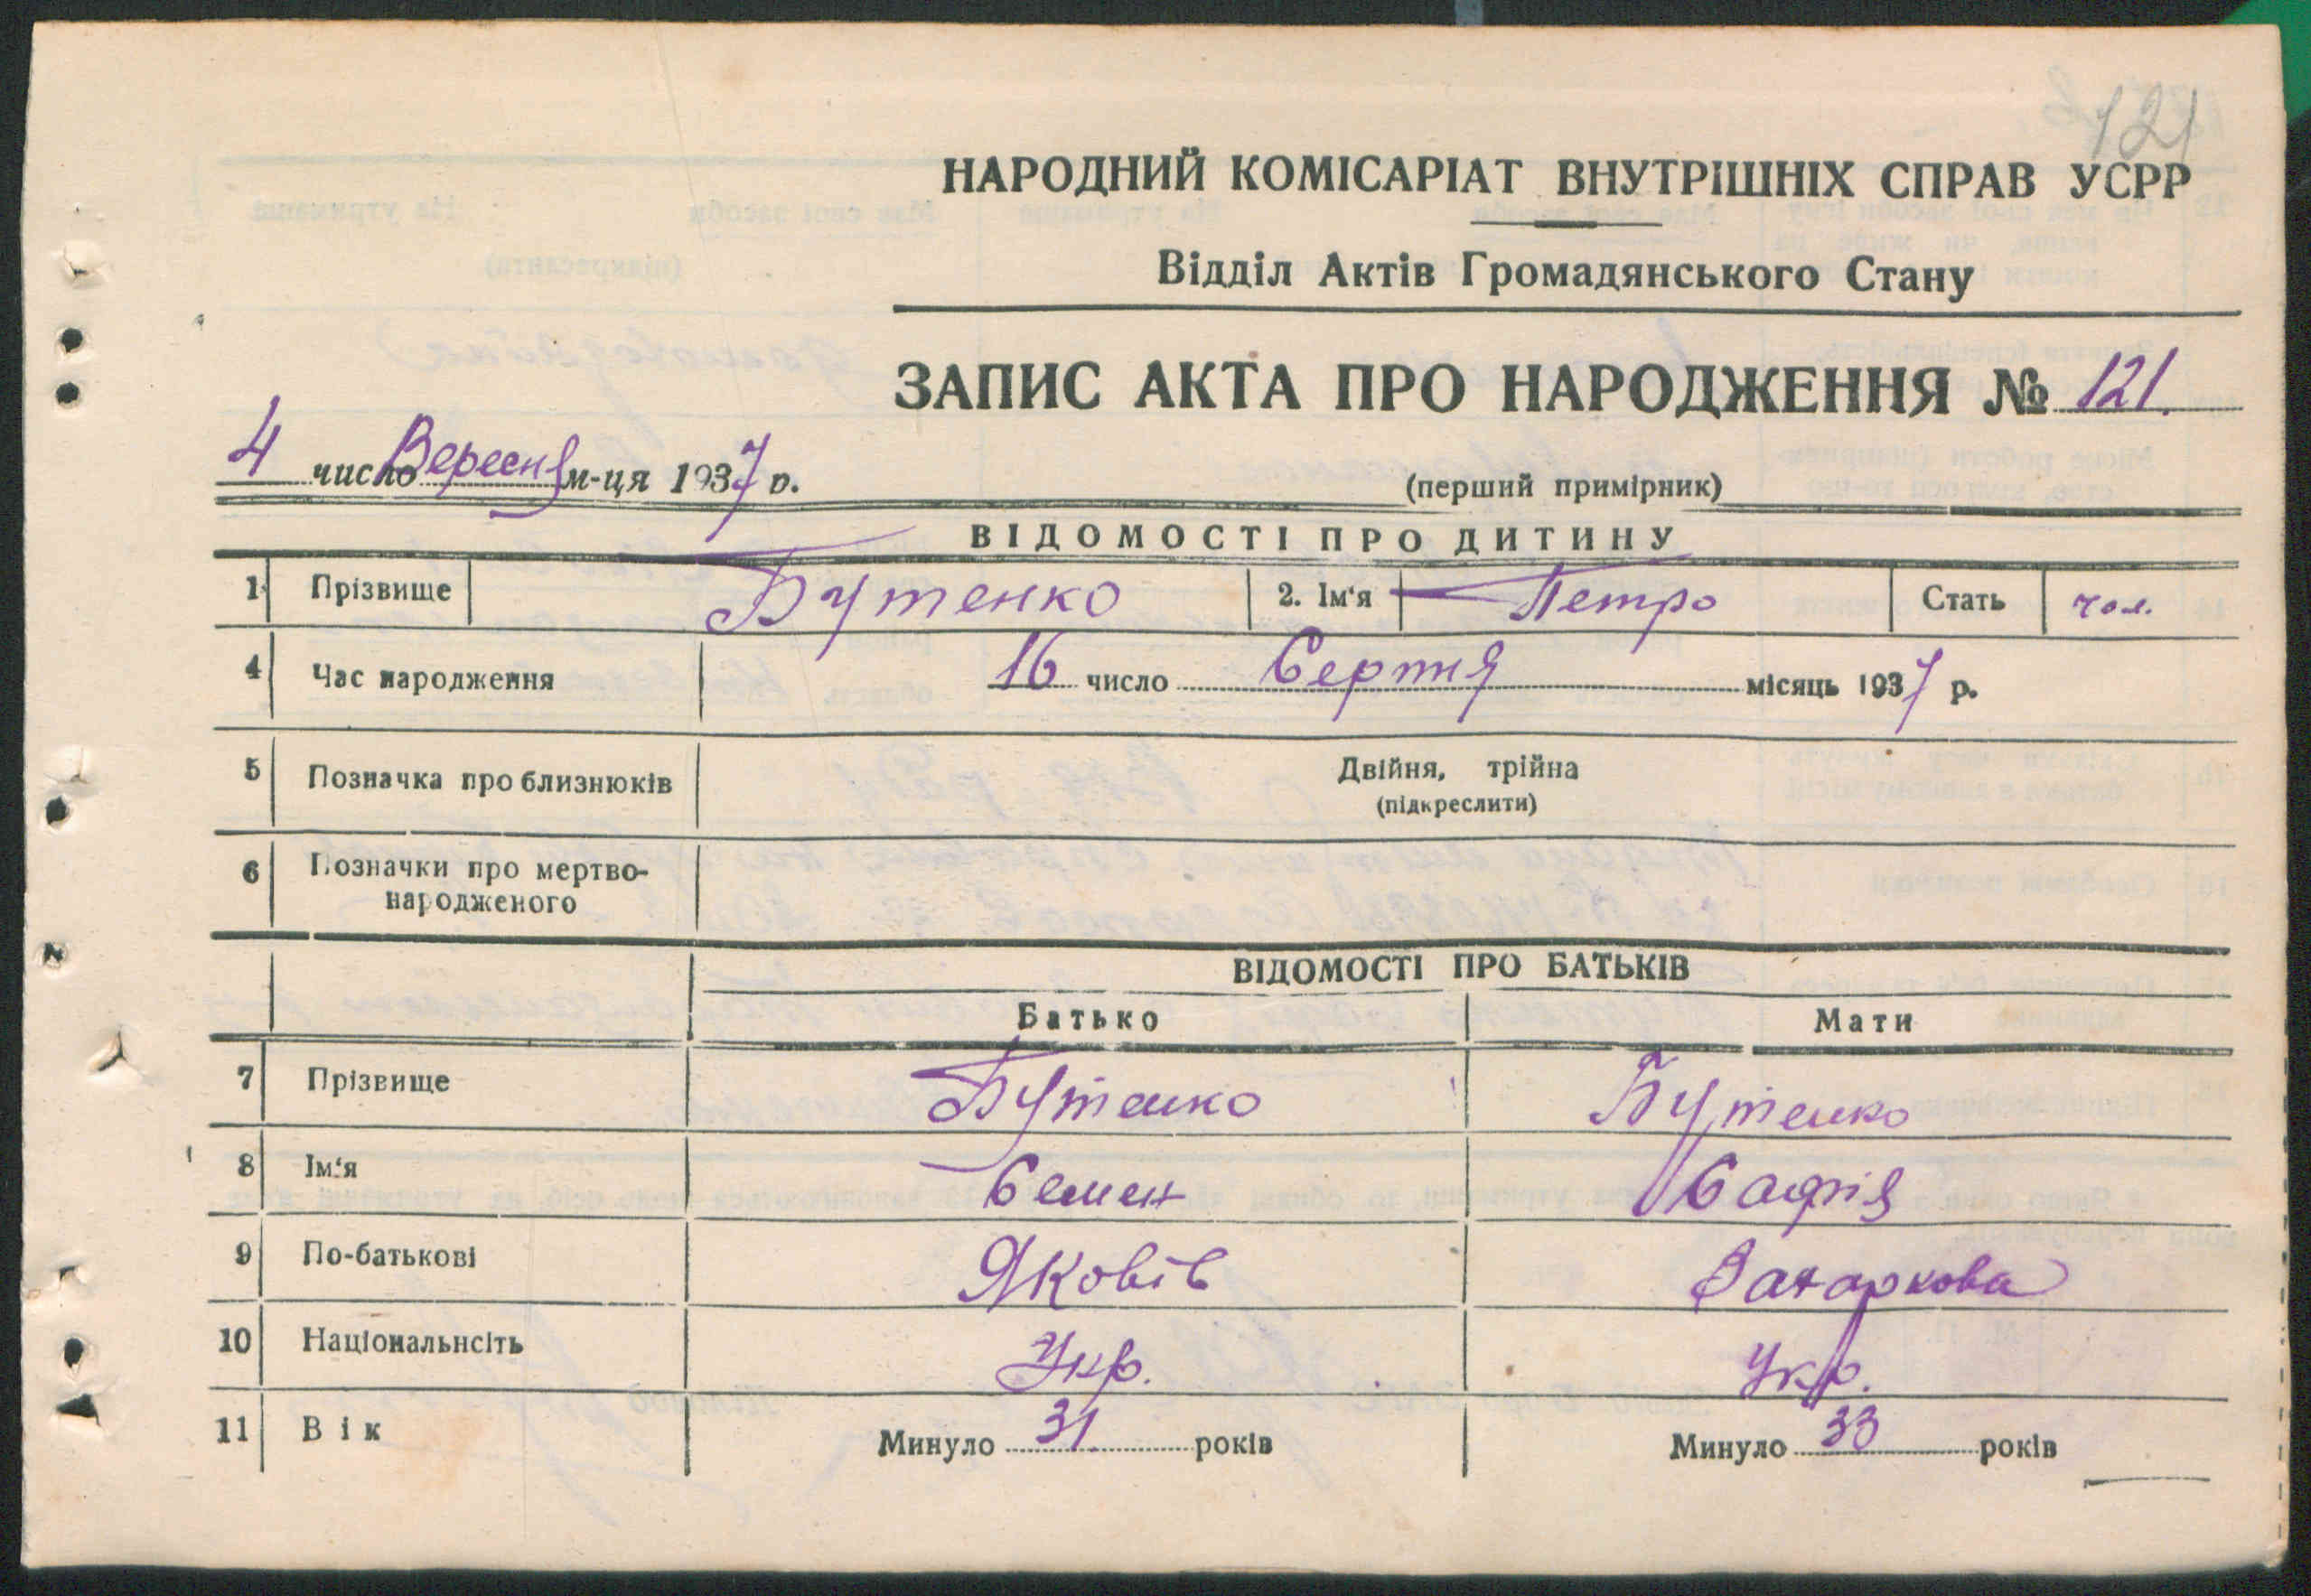 121
НАРОДНИЙ КОМІСАРІАТ ВНУТРІШНІХ СПРАВ УСРР
Відділ Актів Громадянського Стану
ЗАПИС АКТА ПРО НАРОДЖЕННЯ № 121.
4 число Вересня м-ця 1937 р.
(перший примірник)
ВІДОМОСТІ ПРО ДИТИНУ
1 Прізвище Бутенко 2. Ім'я Петро Стать чол.
4 Час народження 16 число Серпня місяць 1937 р.
5 Позначка про близнюків Двійня, трійна
(підкреслити)
6 Позначки про мертво-
народженого
ВІДОМОСТІ ПРО БАТЬКІВ
Батько Мати
7 Прізвище Бутенко Бутенко
8 Ім'я Семен Софія
9 По-батькові Яковів Захаркова
10 Національнсіть Укр. Укр.
11 Вік Минуло 31 років Минуло 33 років